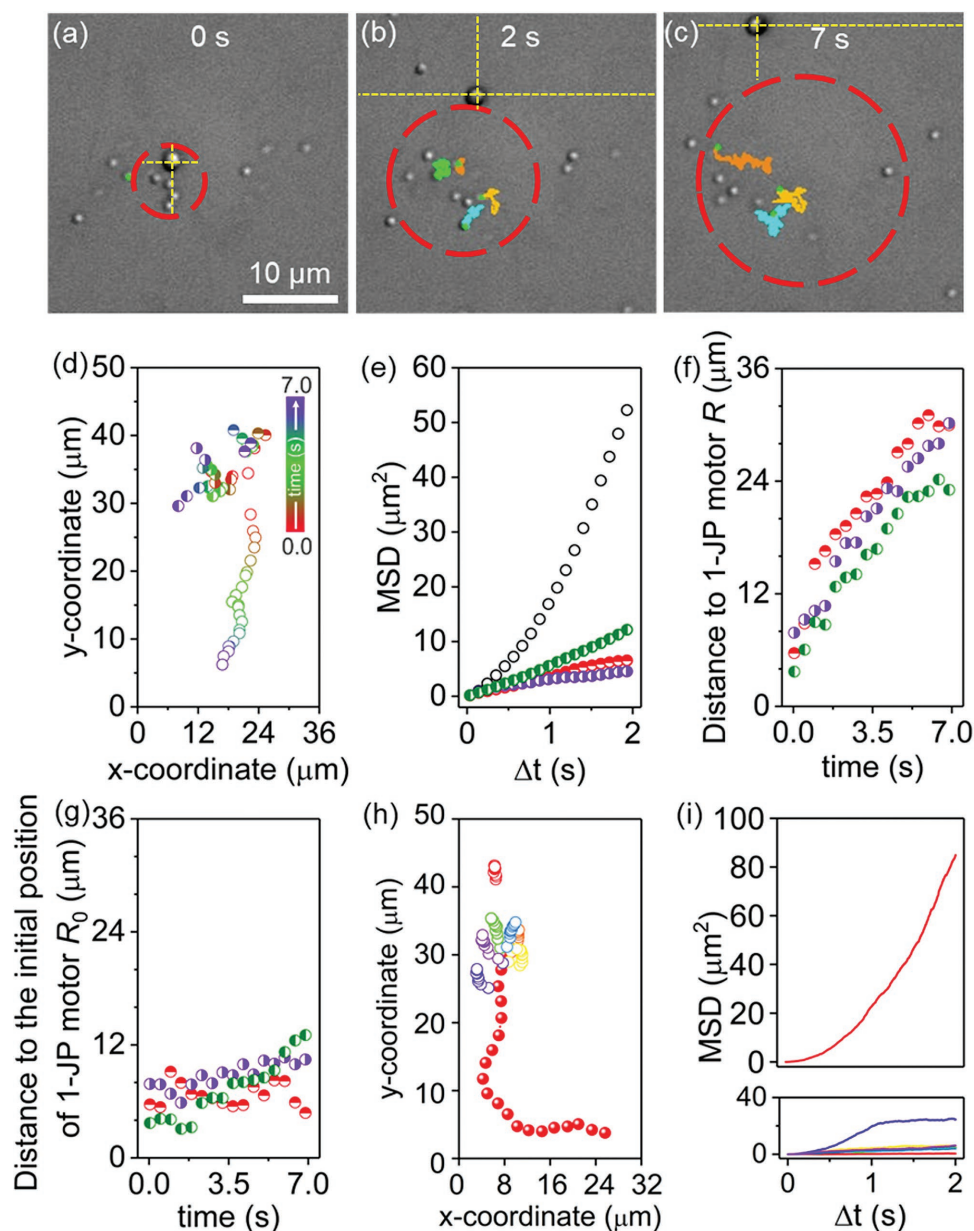 (a) 0 s
(b) 2 s
(c) 7 s
10 μm
(d)
50
40
30
20
10
0
y-coordinate (μm)
0 12 24 36
x-coordinate (μm)
7.0
time (s)
0.0
(e)
60
50
40
30
20
10
0
MSD (μm²)
0 1 2
Δt (s)
(f)
36
24
12
0
Distance to 1-JP motor R (μm)
0.0 3.5 7.0
time (s)
(g)
36
24
12
0
Distance to the initial position
of 1-JP motor R₀ (μm)
0.0 3.5 7.0
time (s)
(h)
50
40
30
20
10
0
y-coordinate (μm)
0 8 16 24 32
x-coordinate (μm)
(i)
100
80
60
40
20
0
MSD (μm²)
40
0
0 1 2
Δt (s)